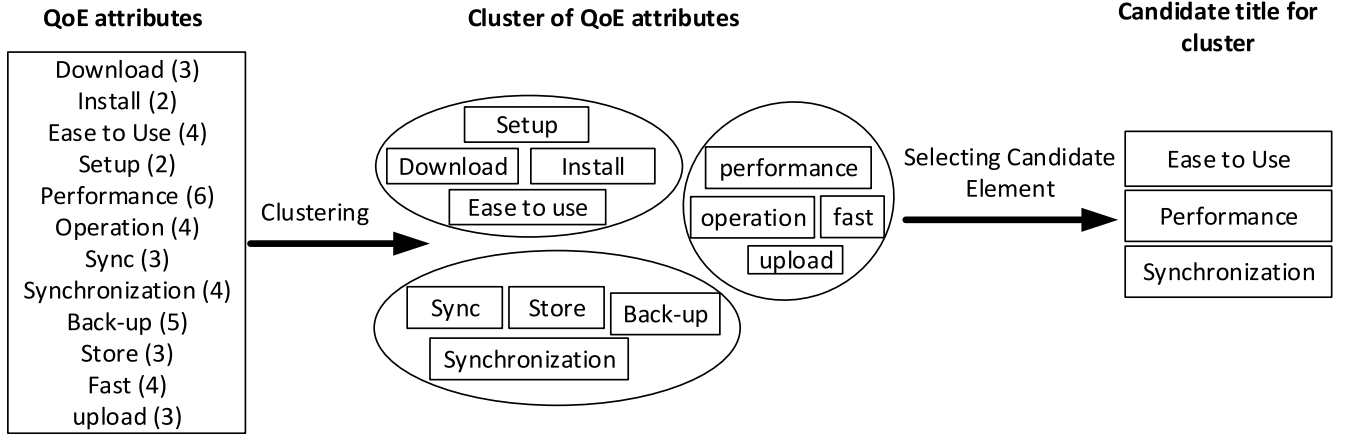 QoE attributes
Download (3)
Install (2)
Ease to Use (4)
Setup (2)
Performance (6)
Operation (4)
Sync (3)
Synchronization (4)
Back-up (5)
Store (3)
Fast (4)
upload (3)
Clustering
Cluster of QoE attributes
Setup
Download
Install
Ease to use
performance
operation
fast
upload
Sync
Store
Back-up
Synchronization
Selecting Candidate
Element
Candidate title for
cluster
Ease to Use
Performance
Synchronization